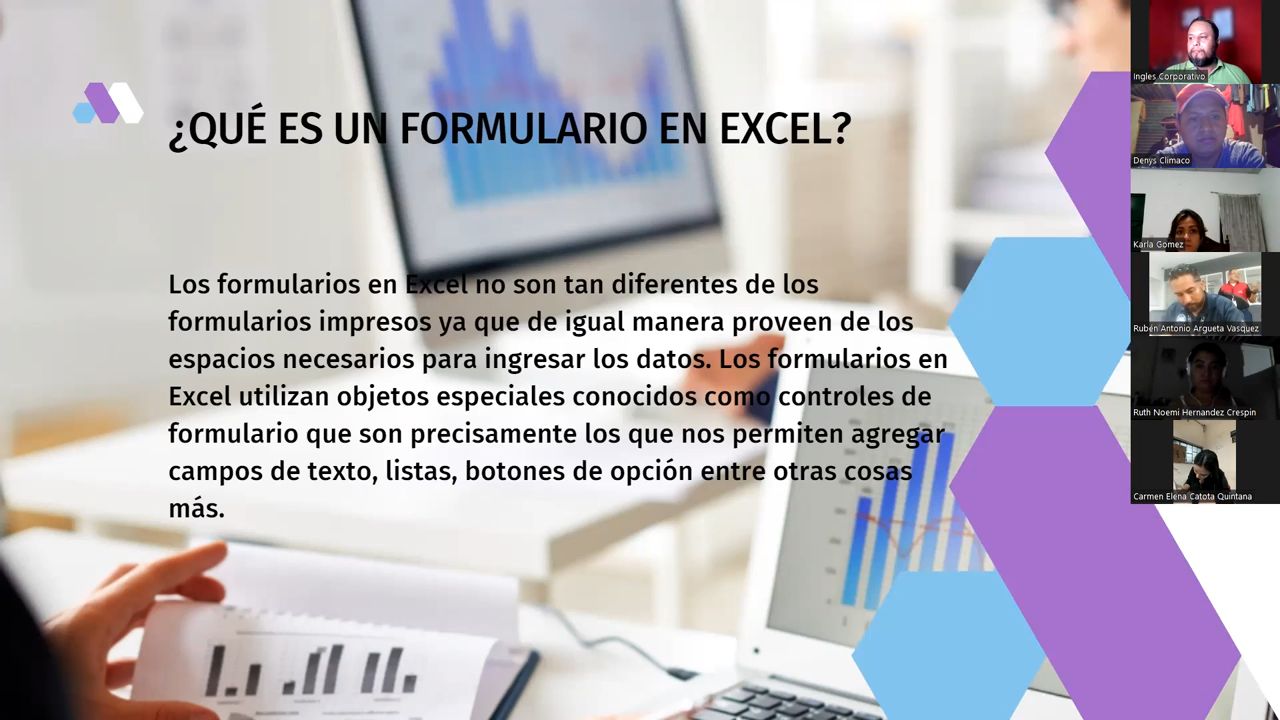 ¿QUÉ ES UN FORMULARIO EN EXCEL?
Los formularios en Excel no son tan diferentes de los
formularios impresos ya que de igual manera proveen de los
espacios necesarios para ingresar los datos. Los formularios en
Excel utilizan objetos especiales conocidos como controles de
formulario que son precisamente los que nos permiten agregar
campos de texto, listas, botones de opción entre otras cosas
más.
Ingles Corporativo
Denys Climaco
Karla Gomez
Rubén Antonio Argueta Vasquez
Ruth Noemi Hernandez Crespin
Carmen Elena Catota Quintana